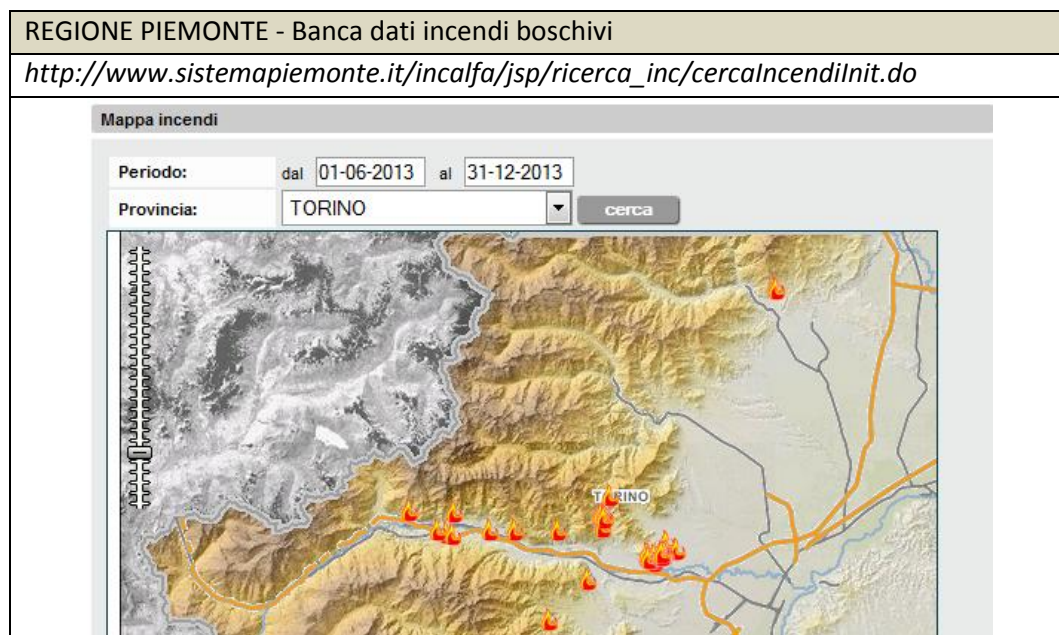 REGIONE PIEMONTE - Banca dati incendi boschivi
http://www.sistemapiemonte.it/incalfa/jsp/ricerca_inc/cercaIncendiInit.do
Mappa incendi
Periodo: dal 01-06-2013 al 31-12-2013
Provincia: TORINO cerca
TORINO